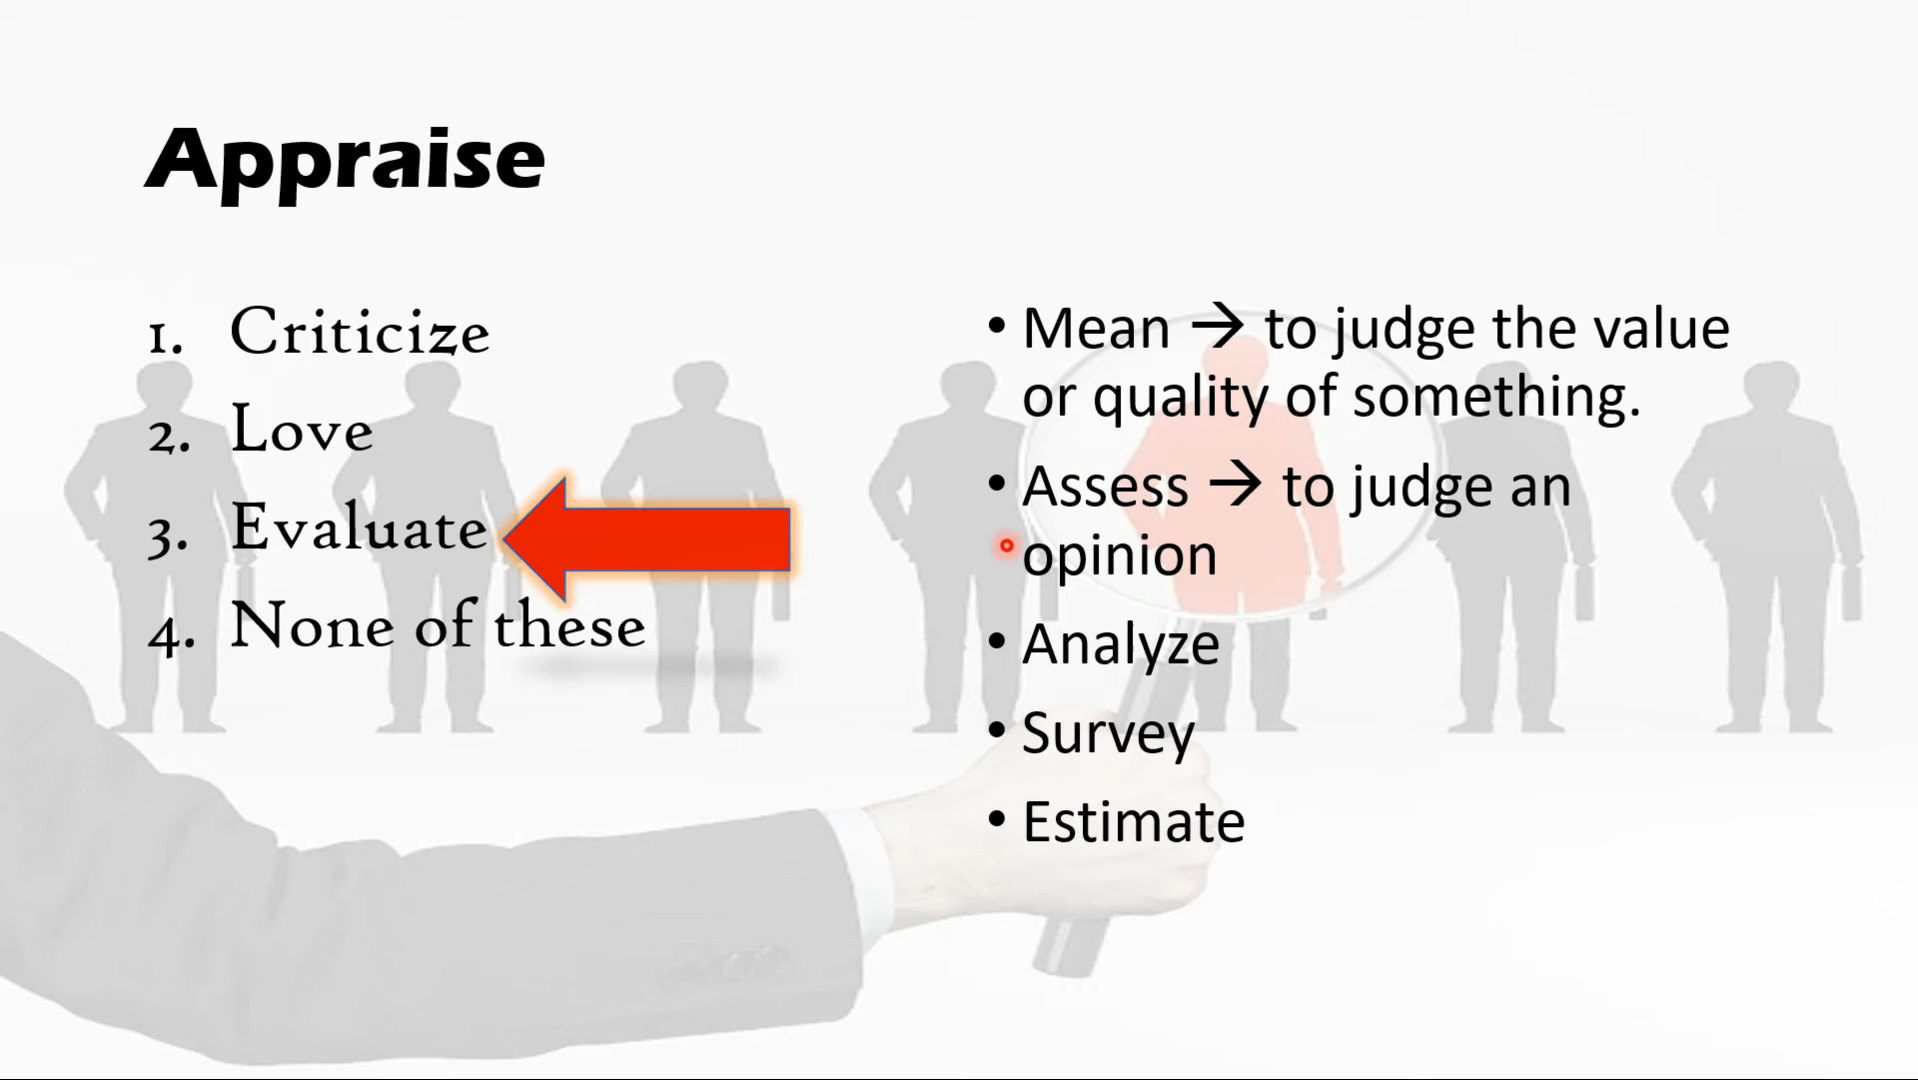 Appraise
1. Criticize
2. Love
3. Evaluate
4. None of these
• Mean → to judge the value
or quality of something.
• Assess → to judge an
opinion
• Analyze
• Survey
• Estimate